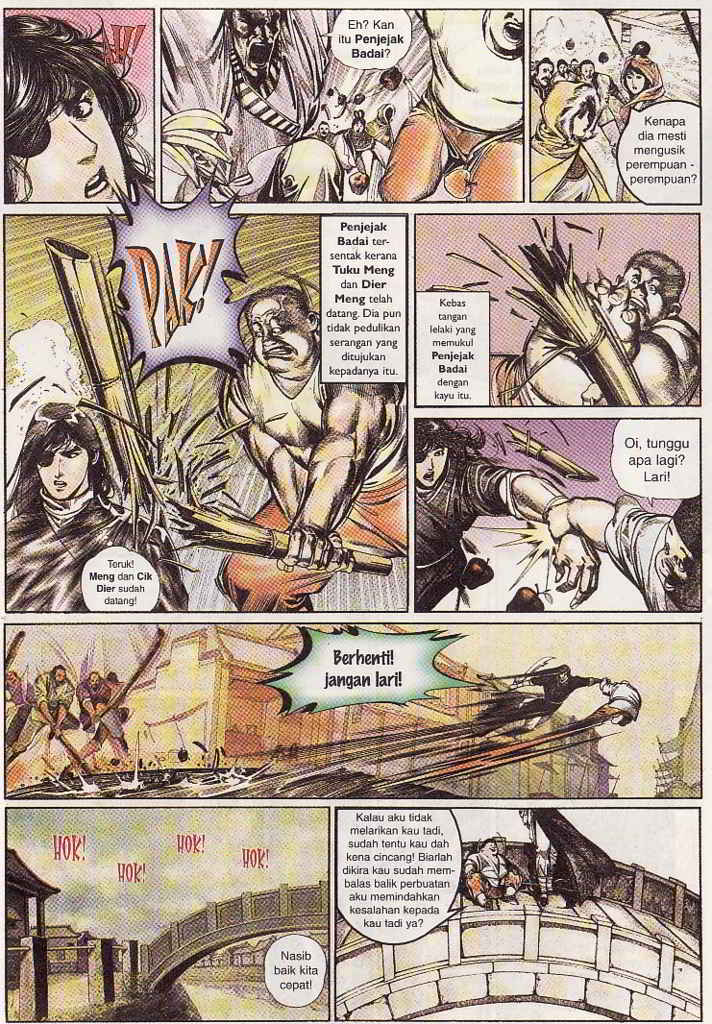 AK!
Eh? Kan
itu Penjejak
Badai?
Kenapa
dia mesti
mengusik
perempuan -
perempuan?
PAK!
Penjejak
Badai ter-
sentak kerana
Tuku Meng
dan Dier
Meng telah
datang. Dia pun
tidak pedulikan
serangan yang
ditujukan
kepadanya itu.
Teruk!
Meng dan Cik
Dier sudah
datang!
Kebas
tangan
lelaki yang
memukul
Penjejak
Badai
dengan
kayu itu.
Oi, tunggu
apa lagi?
Lari!
Berhenti!
jangan lari!
HOK!
HOK!
HOK!
HOK!
Nasib
baik kita
cepat!
Kalau aku tidak
melarikan kau tadi,
sudah tentu kau dah
kena cincang! Biarlah
dikira kau sudah mem-
balas balik perbuatan
aku memindahkan
kesalahan kepada
kau tadi ya?